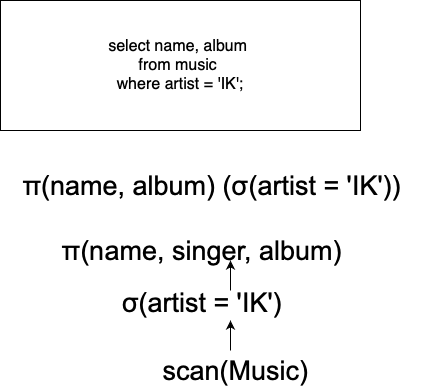 select name, album
from music
where artist = 'IK';
π(name, album) (σ(artist = 'IK'))
π(name, singer, album)
σ(artist = 'IK')
scan(Music)